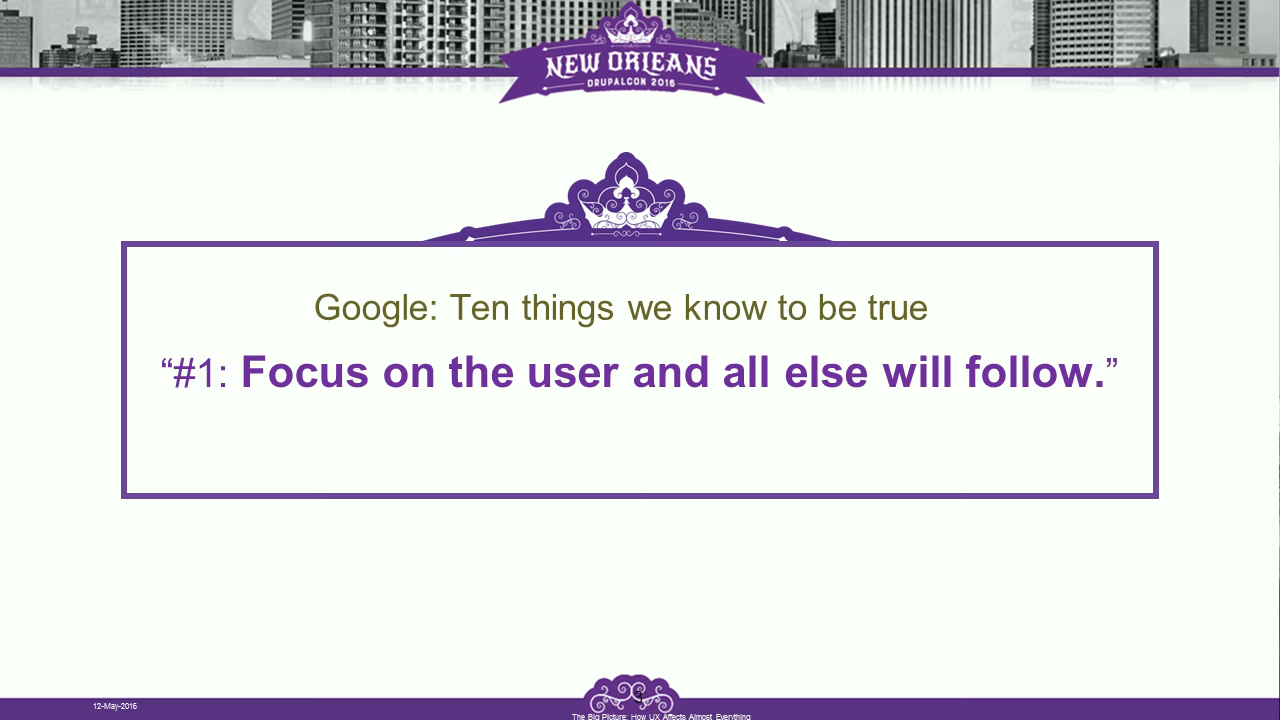 NEW ORLEANS
DRUPALCON 2016
Google: Ten things we know to be true
“#1: Focus on the user and all else will follow.”
12-May-2016
The Big Picture: How UX Affects Almost Everything